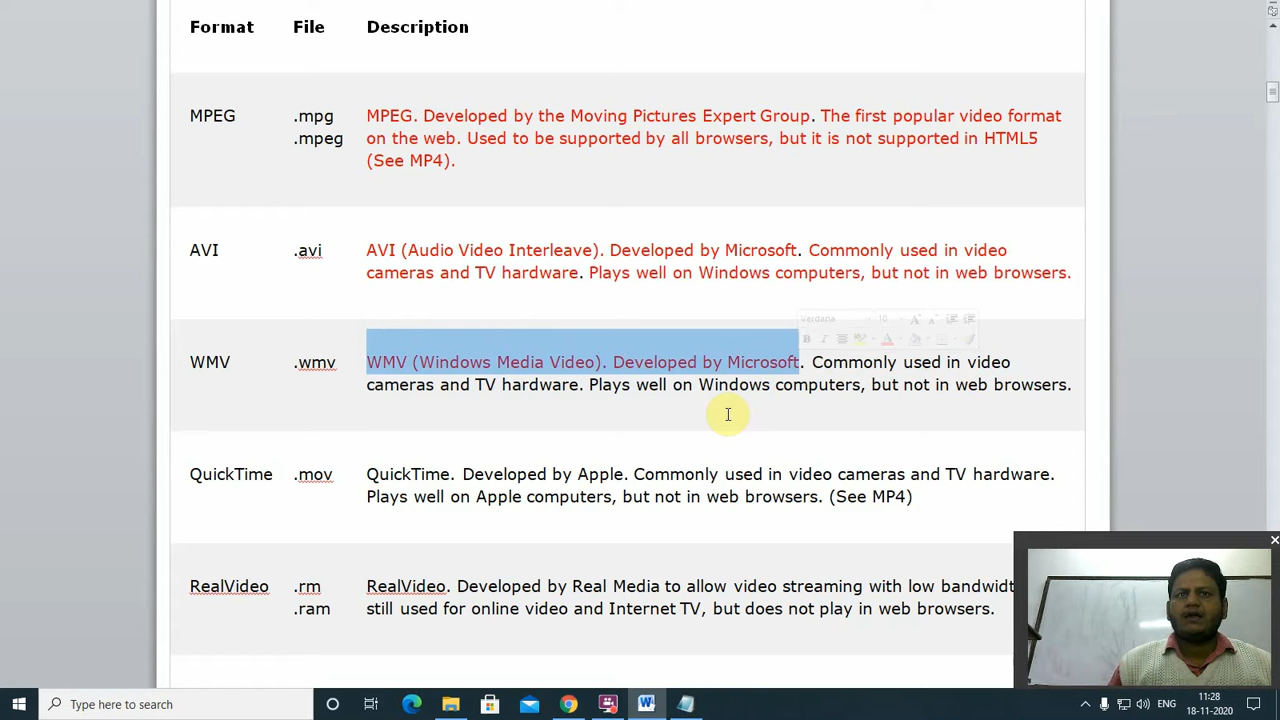 Format File Description
MPEG .mpg MPEG. Developed by the Moving Pictures Expert Group. The first popular video format
.mpeg on the web. Used to be supported by all browsers, but it is not supported in HTML5
(See MP4).
AVI .avi AVI (Audio Video Interleave). Developed by Microsoft. Commonly used in video
cameras and TV hardware. Plays well on Windows computers, but not in web browsers.
Verdana 10
WMV .wmv WMV (Windows Media Video). Developed by Microsoft. Commonly used in video
cameras and TV hardware. Plays well on Windows computers, but not in web browsers.
QuickTime .mov QuickTime. Developed by Apple. Commonly used in video cameras and TV hardware.
Plays well on Apple computers, but not in web browsers. (See MP4)
RealVideo .rm RealVideo. Developed by Real Media to allow video streaming with low
.ram still used for online video and Internet TV, but does not play in web browsers.
Type here to search
11:28
18-11-2020